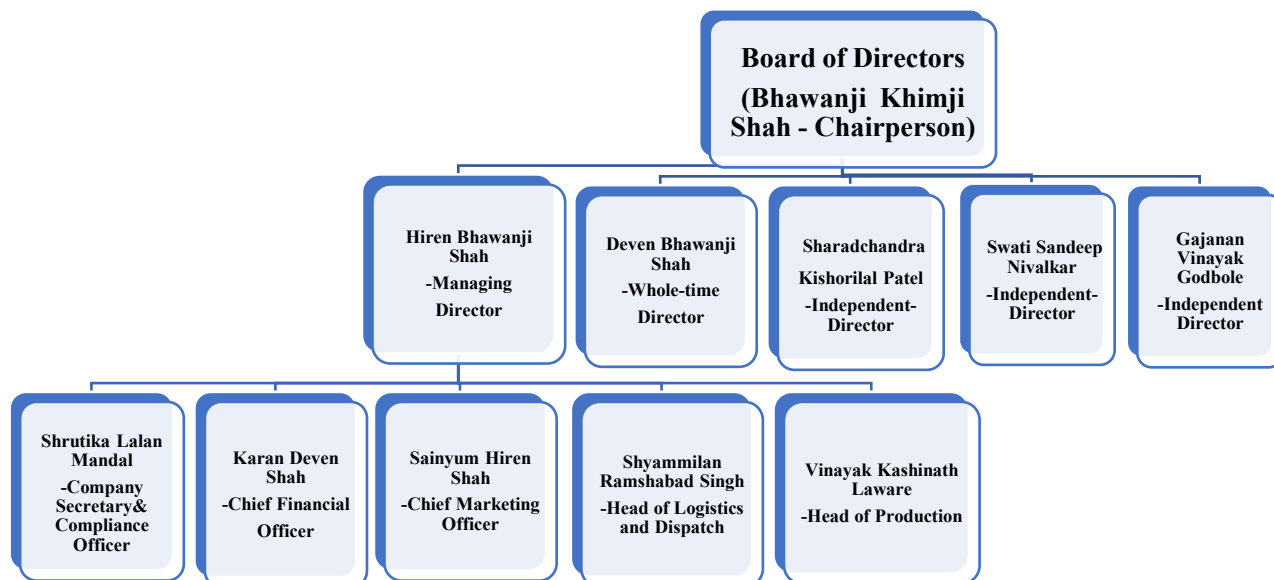 Board of Directors
(Bhawanji Khimji
Shah - Chairperson)
Hiren Bhawanji
Shah
-Managing
Director
Deven Bhawanji
Shah
-Whole-time
Director
Sharadchandra
Kishorilal Patel
-Independent-
Director
Swati Sandeep
Nivalkar
-Independent-
Director
Gajanan
Vinayak
Godbole
-Independent
Director
Shrutika Lalan
Mandal
-Company
Secretary&
Compliance
Officer
Karan Deven
Shah
-Chief Financial
Officer
Sainyum Hiren
Shah
-Chief Marketing
Officer
Shyammilan
Ramshabad Singh
-Head of Logistics
and Dispatch
Vinayak Kashinath
Laware
-Head of Production